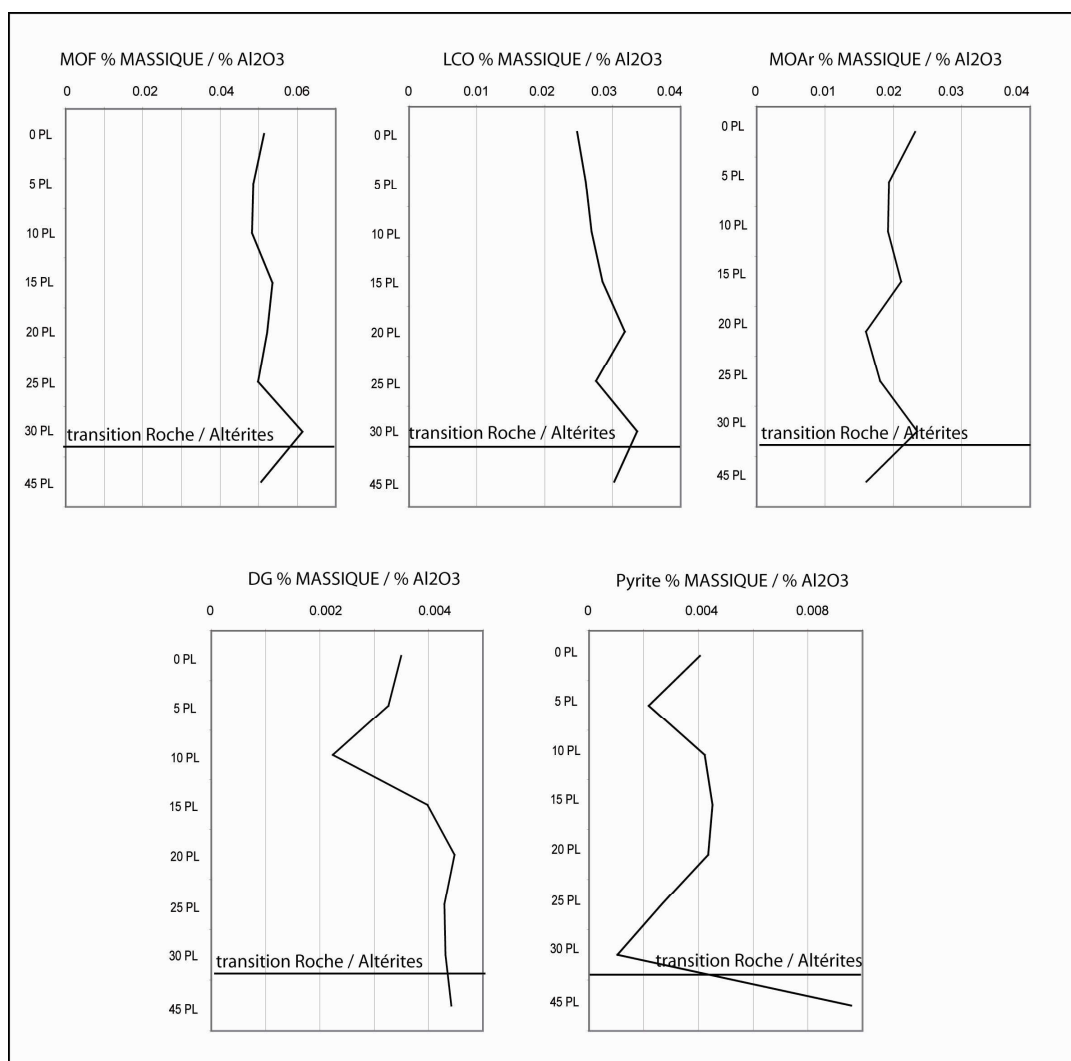 MOF % MASSIQUE / % Al2O3
0 0.02 0.04 0.06
0 PL
5 PL
10 PL
15 PL
20 PL
25 PL
30 PL
transition Roche / Altérites
45 PL
LCO % MASSIQUE / % Al2O3
0 0.01 0.02 0.03 0.04
0 PL
5 PL
10 PL
15 PL
20 PL
25 PL
30 PL
transition Roche / Altérites
45 PL
MOAr % MASSIQUE / % Al2O3
0 0.01 0.02 0.03 0.04
0 PL
5 PL
10 PL
15 PL
20 PL
25 PL
30 PL
transition Roche / Altérites
45 PL
DG % MASSIQUE / % Al2O3
0 0.002 0.004
0 PL
5 PL
10 PL
15 PL
20 PL
25 PL
30 PL
transition Roche / Altérites
45 PL
Pyrite % MASSIQUE / % Al2O3
0 0.004 0.008
0 PL
5 PL
10 PL
15 PL
20 PL
25 PL
30 PL
transition Roche / Altérites
45 PL